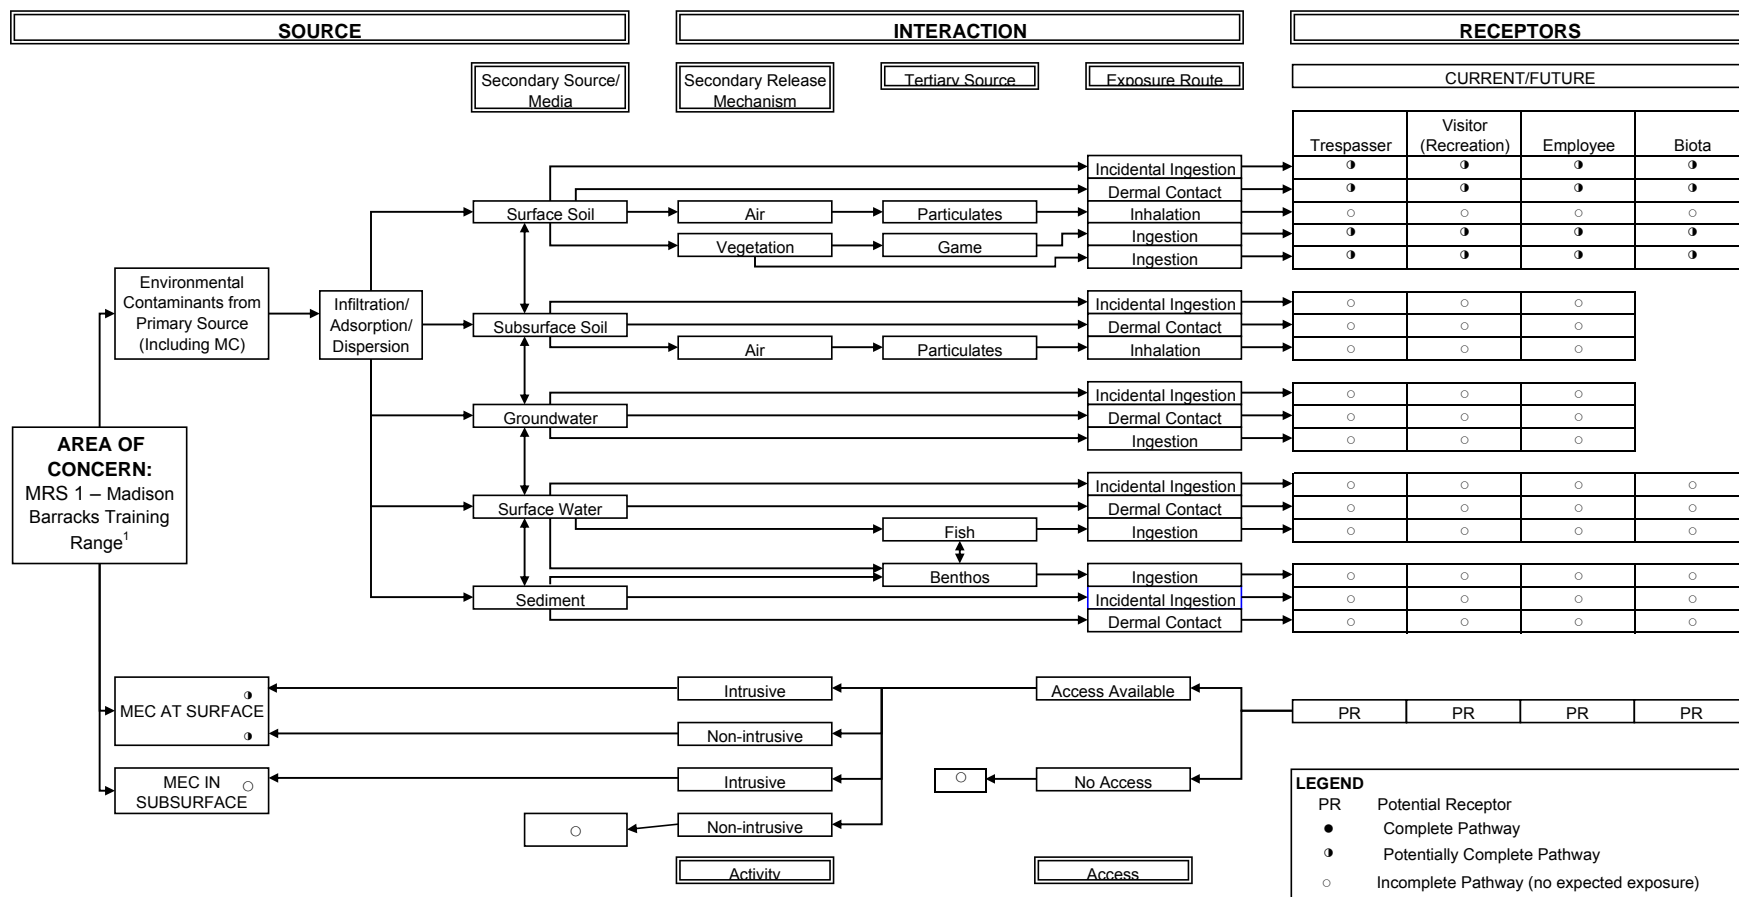 SOURCE
INTERACTION
RECEPTORS
Secondary Source/
Media
Secondary Release
Mechanism
Tertiary Source
Exposure Route
CURRENT/FUTURE
Trespasser
Visitor
(Recreation)
Employee
Biota
Incidental Ingestion
◑ ◑ ◑ ◑
Dermal Contact
◑ ◑ ◑ ◑
Surface Soil
Air
Particulates
Inhalation
○ ○ ○ ○
Vegetation
Game
Ingestion
◑ ◑ ◑ ◑
Ingestion
◑ ◑ ◑ ◑
Environmental
Contaminants from
Primary Source
(Including MC)
Infiltration/
Adsorption/
Dispersion
Incidental Ingestion
○ ○ ○
Subsurface Soil
Dermal Contact
○ ○ ○
Air
Particulates
Inhalation
○ ○ ○
Incidental Ingestion
○ ○ ○
Groundwater
Dermal Contact
○ ○ ○
Ingestion
○ ○ ○
AREA OF
CONCERN:
MRS 1 – Madison
Barracks Training
Range¹
Incidental Ingestion
○ ○ ○ ○
Surface Water
Dermal Contact
○ ○ ○ ○
Fish
Ingestion
○ ○ ○ ○
Benthos
Ingestion
○ ○ ○ ○
Sediment
Incidental Ingestion
○ ○ ○ ○
Dermal Contact
○ ○ ○ ○
MEC AT SURFACE
◑
◑
Intrusive
Access Available
PR PR PR PR
Non-intrusive
MEC IN
SUBSURFACE
○
Intrusive
○
No Access
○
Non-intrusive
Activity
Access
LEGEND
PR Potential Receptor
● Complete Pathway
◑ Potentially Complete Pathway
○ Incomplete Pathway (no expected exposure)